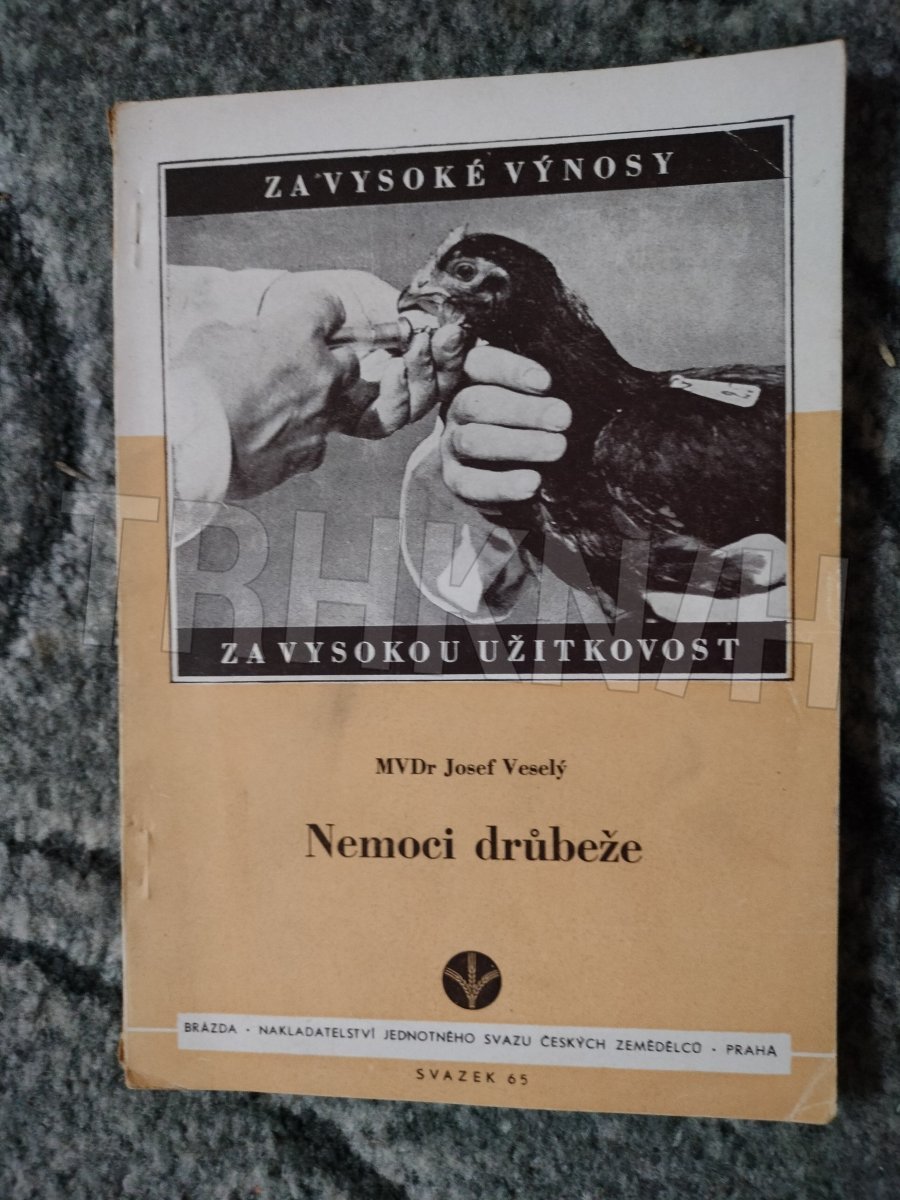 ZA VYSOKÉ VÝNOSY
ZA VYSOKOU UŽITKOVOST
MVDr Josef Veselý
Nemoci drůbeže
BRÁZDA · NAKLADATELSTVÍ JEDNOTNÉHO SVAZU ČESKÝCH ZEMĚDĚLCŮ · PRAHA
SVAZEK 65
TRHKNIH